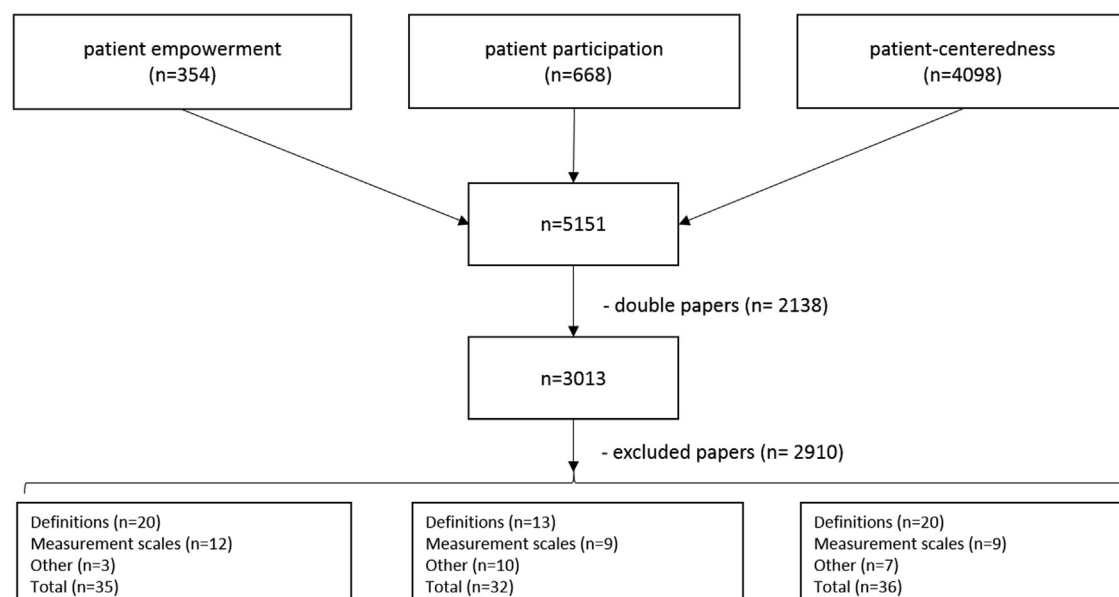 patient empowerment
(n=354)
patient participation
(n=668)
patient-centeredness
(n=4098)
n=5151
- double papers (n= 2138)
n=3013
- excluded papers (n= 2910)
Definitions (n=20)
Measurement scales (n=12)
Other (n=3)
Total (n=35)
Definitions (n=13)
Measurement scales (n=9)
Other (n=10)
Total (n=32)
Definitions (n=20)
Measurement scales (n=9)
Other (n=7)
Total (n=36)